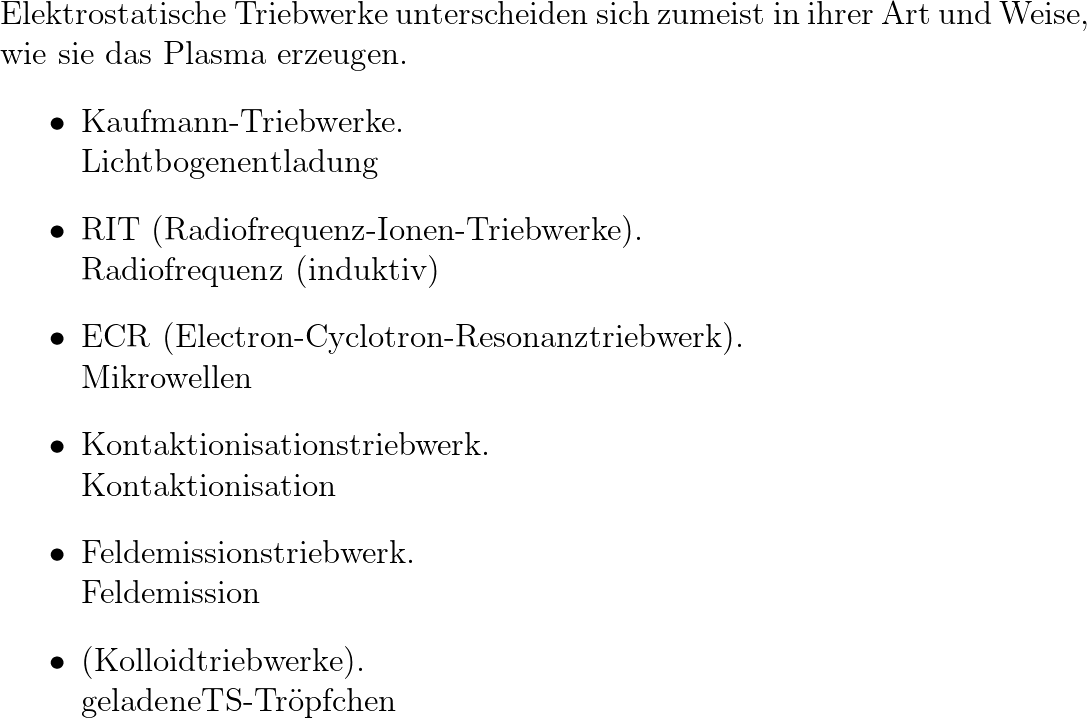 Elektrostatische Triebwerke unterscheiden sich zumeist in ihrer Art und Weise,
wie sie das Plasma erzeugen.
• Kaufmann-Triebwerke.
Lichtbogenentladung
• RIT (Radiofrequenz-Ionen-Triebwerke).
Radiofrequenz (induktiv)
• ECR (Electron-Cyclotron-Resonanztriebwerk).
Mikrowellen
• Kontaktionisationstriebwerk.
Kontaktionisation
• Feldemissionstriebwerk.
Feldemission
• (Kolloidtriebwerke).
geladeneTS-Tröpfchen